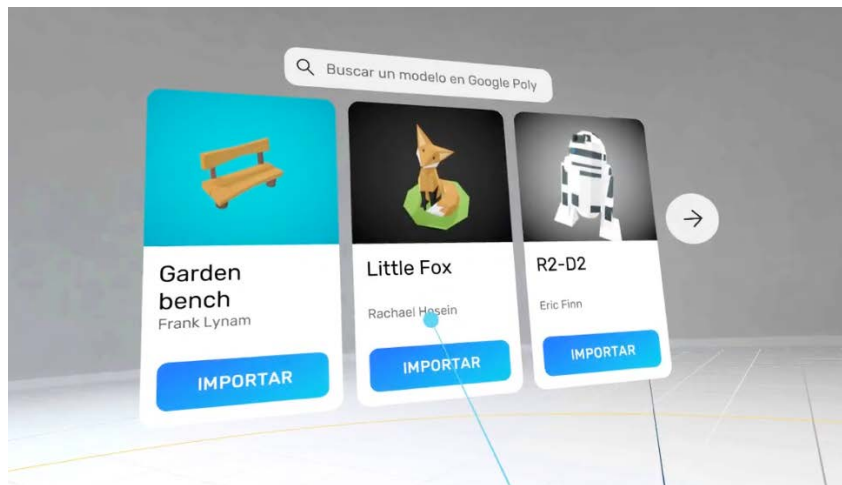 Buscar un modelo en Google Poly
Garden
bench
Frank Lynam
IMPORTAR
Little Fox
Rachael Hosein
IMPORTAR
R2-D2
Eric Finn
IMPORTAR